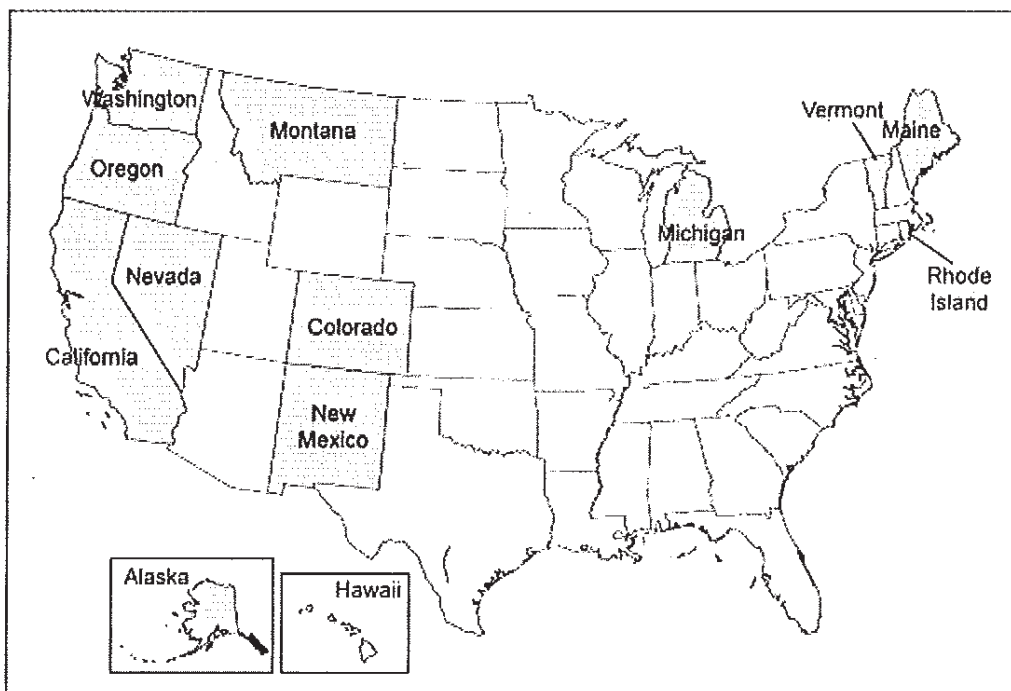 Washington
Montana
Oregon
Vermont
Maine
Michigan
Nevada
Rhode
Island
Colorado
California
New
Mexico
Alaska
Hawaii